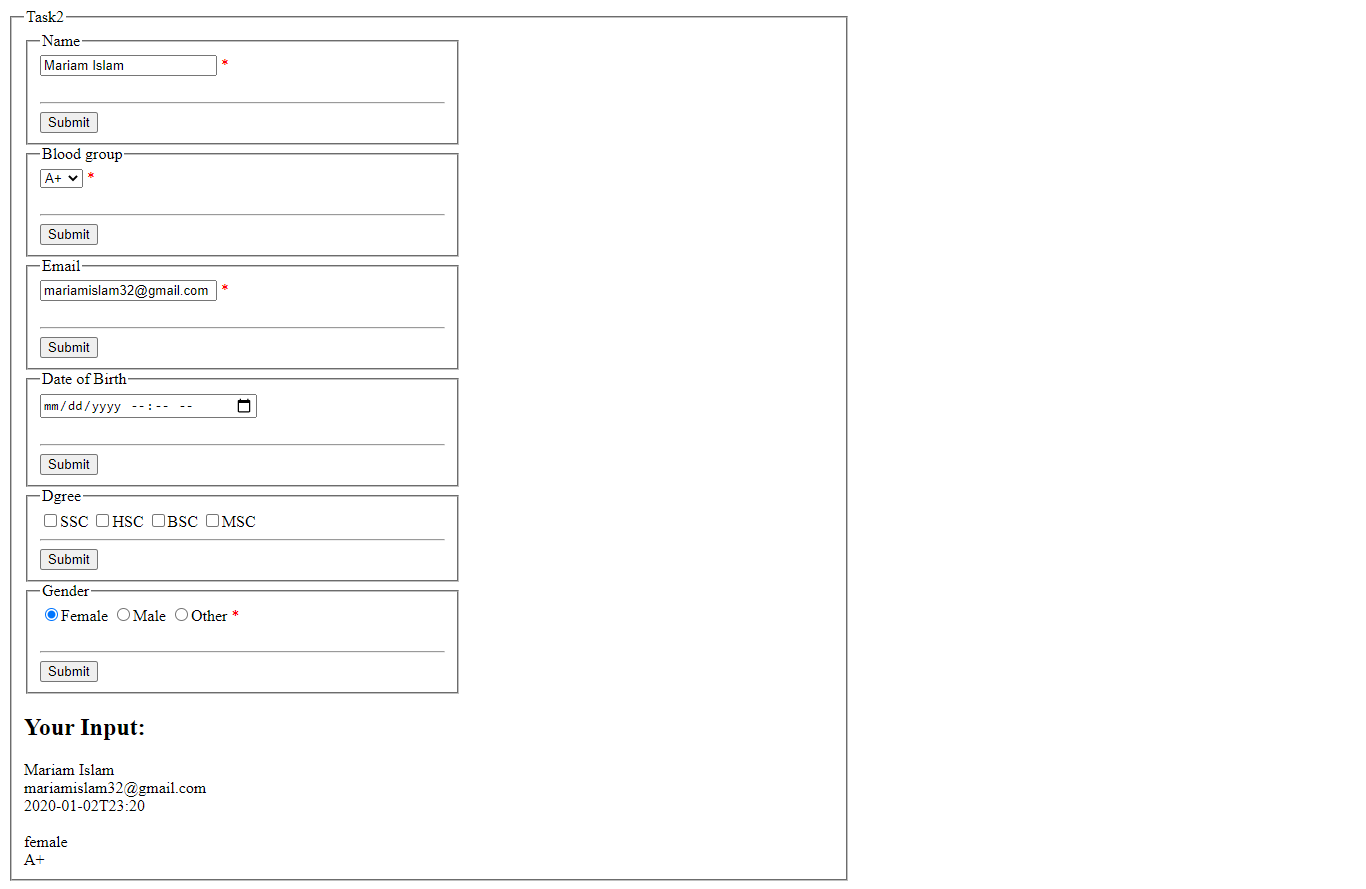 Task2
Name
Mariam Islam *
Submit
Blood group
A+ *
Submit
Email
mariamislam32@gmail.com *
Submit
Date of Birth
mm/dd/yyyy --:-- --
Submit
Dgree
SSC HSC BSC MSC
Submit
Gender
Female Male Other *
Submit
Your Input:
Mariam Islam
mariamislam32@gmail.com
2020-01-02T23:20
female
A+